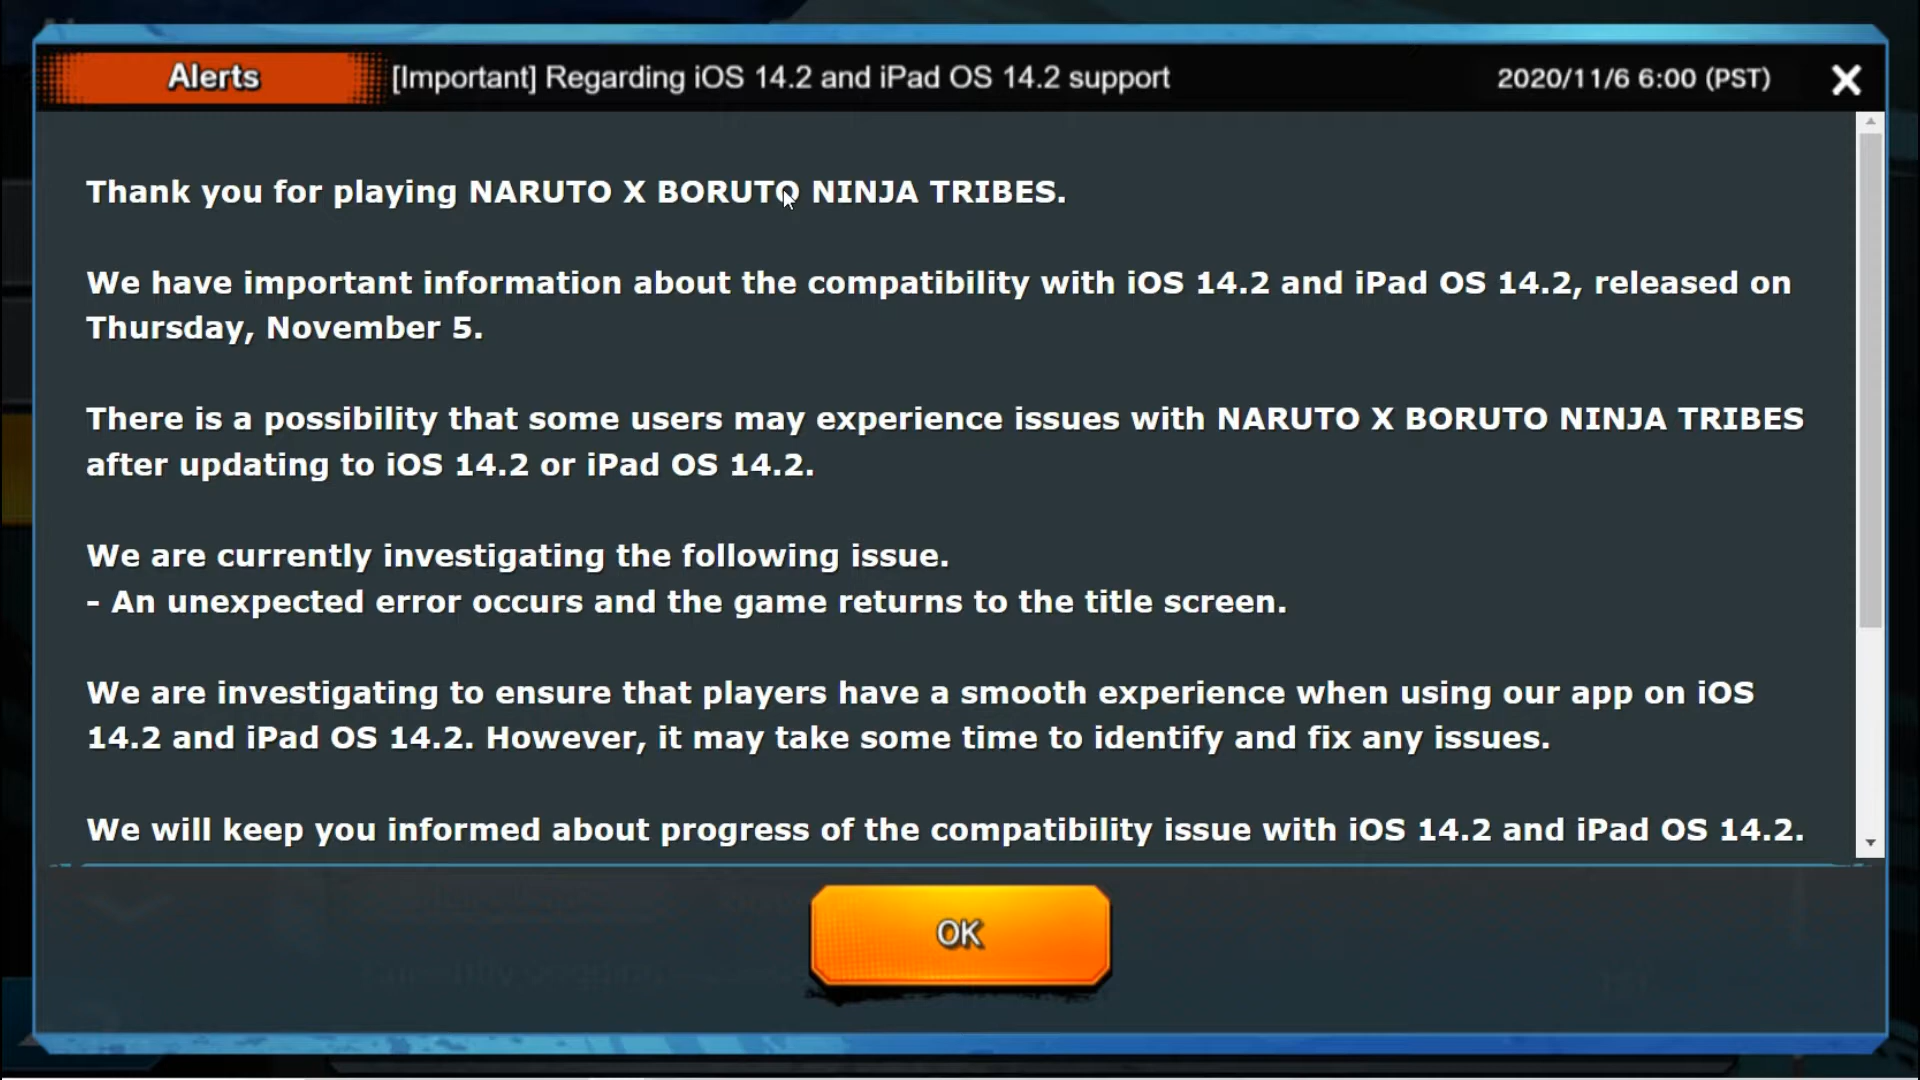 Alerts [Important] Regarding iOS 14.2 and iPad OS 14.2 support 2020/11/6 6:00 (PST)
Thank you for playing NARUTO X BORUTO NINJA TRIBES.
We have important information about the compatibility with iOS 14.2 and iPad OS 14.2, released on
Thursday, November 5.
There is a possibility that some users may experience issues with NARUTO X BORUTO NINJA TRIBES
after updating to iOS 14.2 or iPad OS 14.2.
We are currently investigating the following issue.
- An unexpected error occurs and the game returns to the title screen.
We are investigating to ensure that players have a smooth experience when using our app on iOS
14.2 and iPad OS 14.2. However, it may take some time to identify and fix any issues.
We will keep you informed about progress of the compatibility issue with iOS 14.2 and iPad OS 14.2.
OK